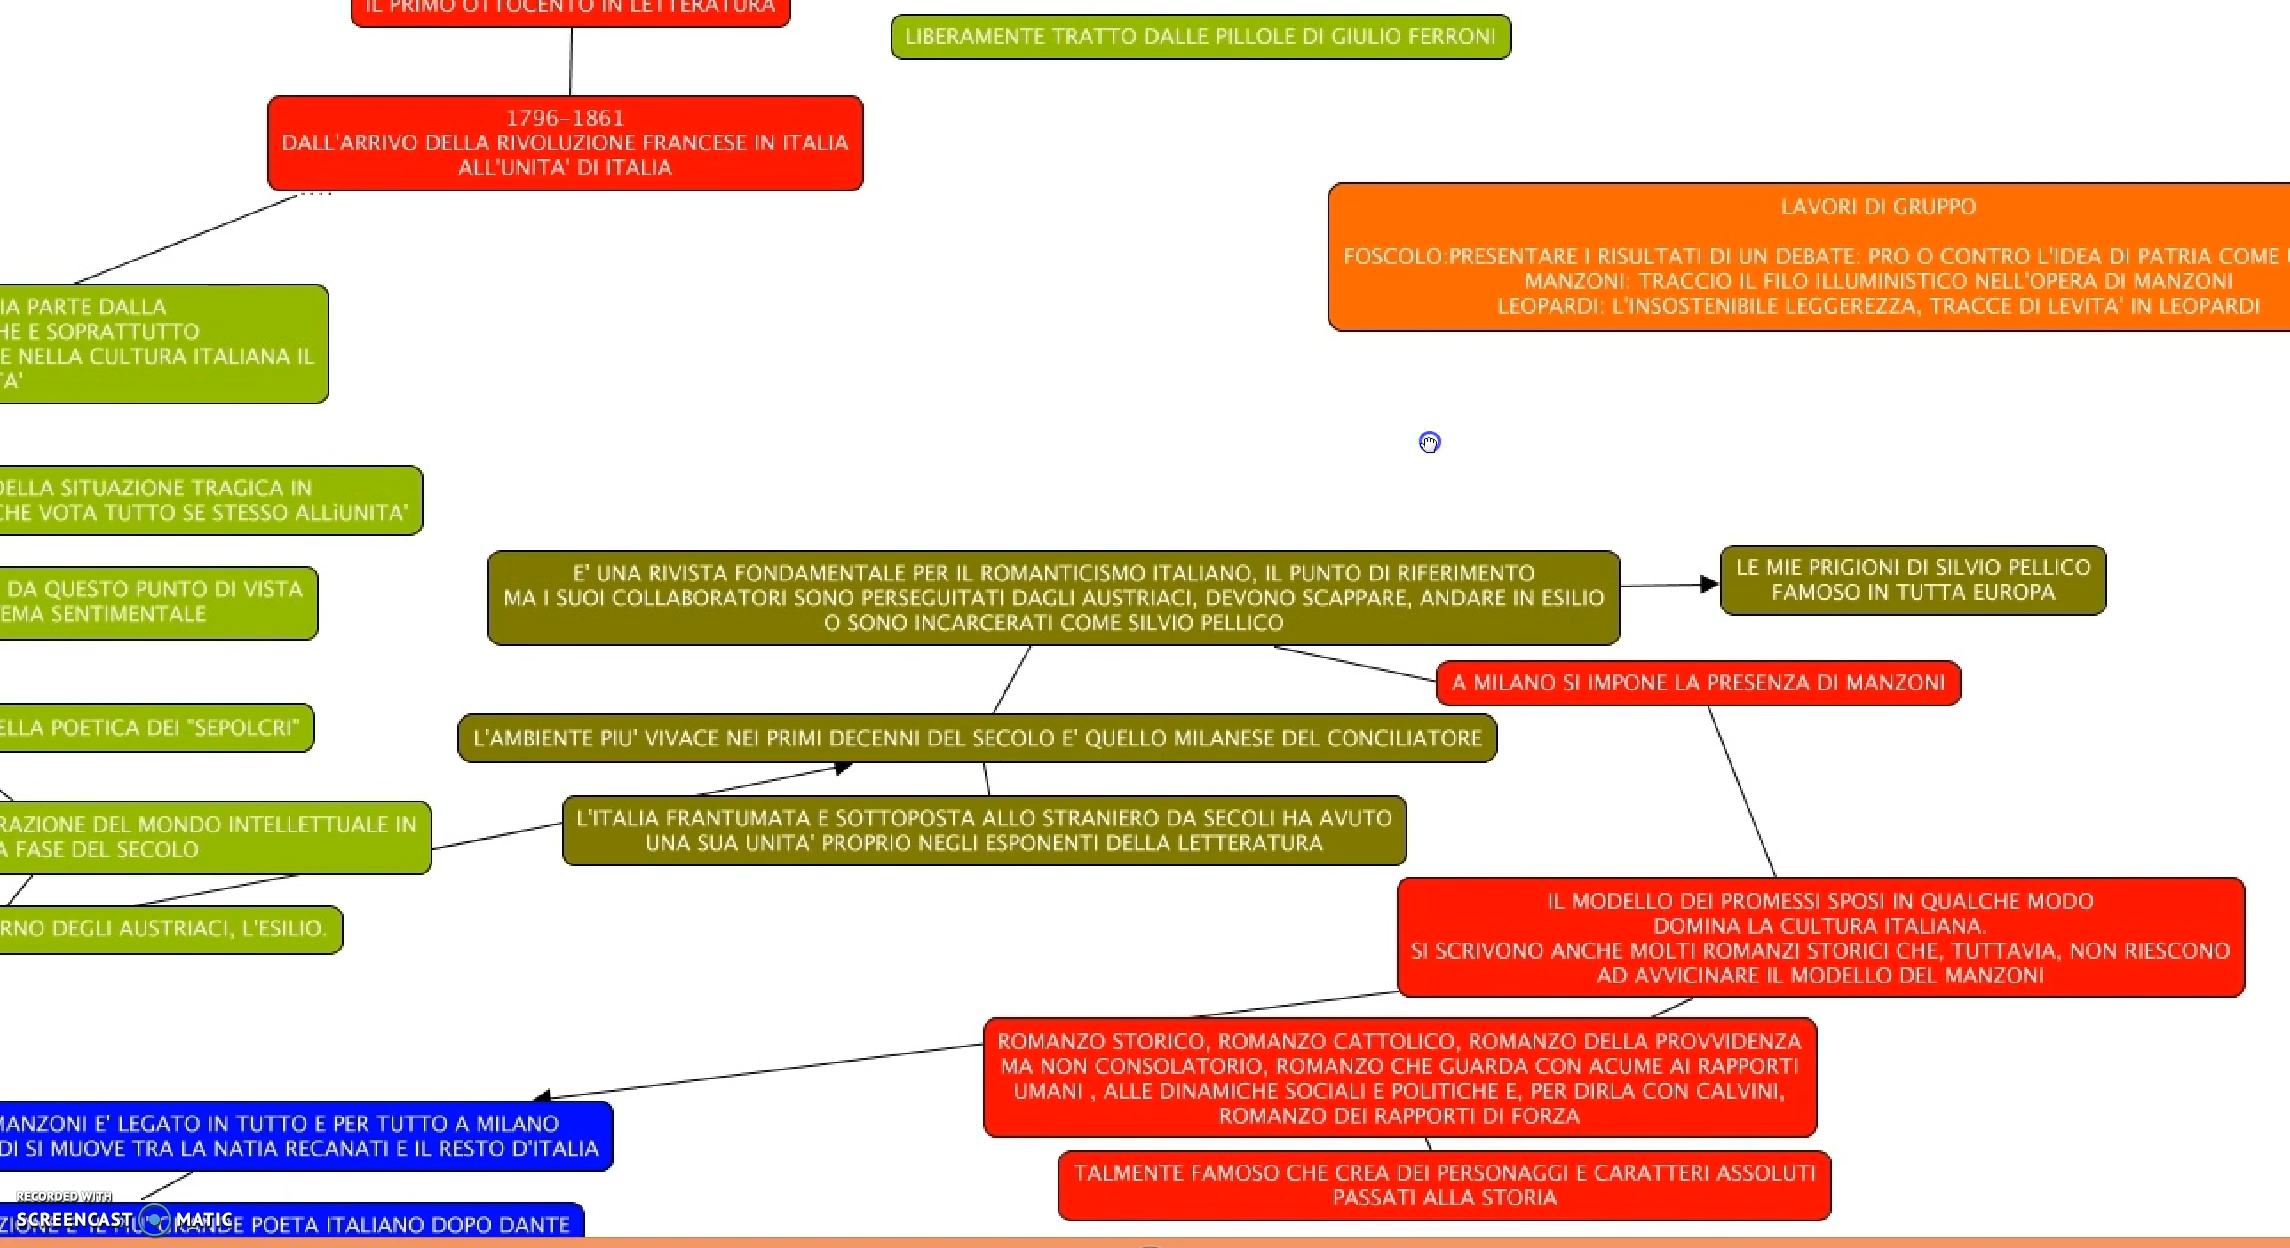 IL PRIMO OTTOCENTO IN LETTERATURA
LIBERAMENTE TRATTO DALLE PILLOLE DI GIULIO FERRONI
1796-1861
DALL'ARRIVO DELLA RIVOLUZIONE FRANCESE IN ITALIA
ALL'UNITA' DI ITALIA
LAVORI DI GRUPPO
FOSCOLO:PRESENTARE I RISULTATI DI UN DEBATE: PRO O CONTRO L'IDEA DI PATRIA COME
MANZONI: TRACCIO IL FILO ILLUMINISTICO NELL'OPERA DI MANZONI
LEOPARDI: L'INSOSTENIBILE LEGGEREZZA, TRACCE DI LEVITA' IN LEOPARDI
IA PARTE DALLA
HE E SOPRATTUTTO
E NELLA CULTURA ITALIANA IL
TA'
DELLA SITUAZIONE TRAGICA IN
CHE VOTA TUTTO SE STESSO ALLìUNITA'
DA QUESTO PUNTO DI VISTA
EMA SENTIMENTALE
E' UNA RIVISTA FONDAMENTALE PER IL ROMANTICISMO ITALIANO, IL PUNTO DI RIFERIMENTO
MA I SUOI COLLABORATORI SONO PERSEGUITATI DAGLI AUSTRIACI, DEVONO SCAPPARE, ANDARE IN ESILIO
O SONO INCARCERATI COME SILVIO PELLICO
LE MIE PRIGIONI DI SILVIO PELLICO
FAMOSO IN TUTTA EUROPA
A MILANO SI IMPONE LA PRESENZA DI MANZONI
ELLA POETICA DEI "SEPOLCRI"
L'AMBIENTE PIU' VIVACE NEI PRIMI DECENNI DEL SECOLO E' QUELLO MILANESE DEL CONCILIATORE
RAZIONE DEL MONDO INTELLETTUALE IN
A FASE DEL SECOLO
L'ITALIA FRANTUMATA E SOTTOPOSTA ALLO STRANIERO DA SECOLI HA AVUTO
UNA SUA UNITA' PROPRIO NEGLI ESPONENTI DELLA LETTERATURA
RNO DEGLI AUSTRIACI, L'ESILIO.
IL MODELLO DEI PROMESSI SPOSI IN QUALCHE MODO
DOMINA LA CULTURA ITALIANA.
SI SCRIVONO ANCHE MOLTI ROMANZI STORICI CHE, TUTTAVIA, NON RIESCONO
AD AVVICINARE IL MODELLO DEL MANZONI
ROMANZO STORICO, ROMANZO CATTOLICO, ROMANZO DELLA PROVVIDENZA
MA NON CONSOLATORIO, ROMANZO CHE GUARDA CON ACUME AI RAPPORTI
UMANI , ALLE DINAMICHE SOCIALI E POLITICHE E, PER DIRLA CON CALVINI,
ROMANZO DEI RAPPORTI DI FORZA
MANZONI E' LEGATO IN TUTTO E PER TUTTO A MILANO
DI SI MUOVE TRA LA NATIA RECANATI E IL RESTO D'ITALIA
TALMENTE FAMOSO CHE CREA DEI PERSONAGGI E CARATTERI ASSOLUTI
PASSATI ALLA STORIA
RECORDED WITH
SCREENCAST MATIC
GRANDE POETA ITALIANO DOPO DANTE